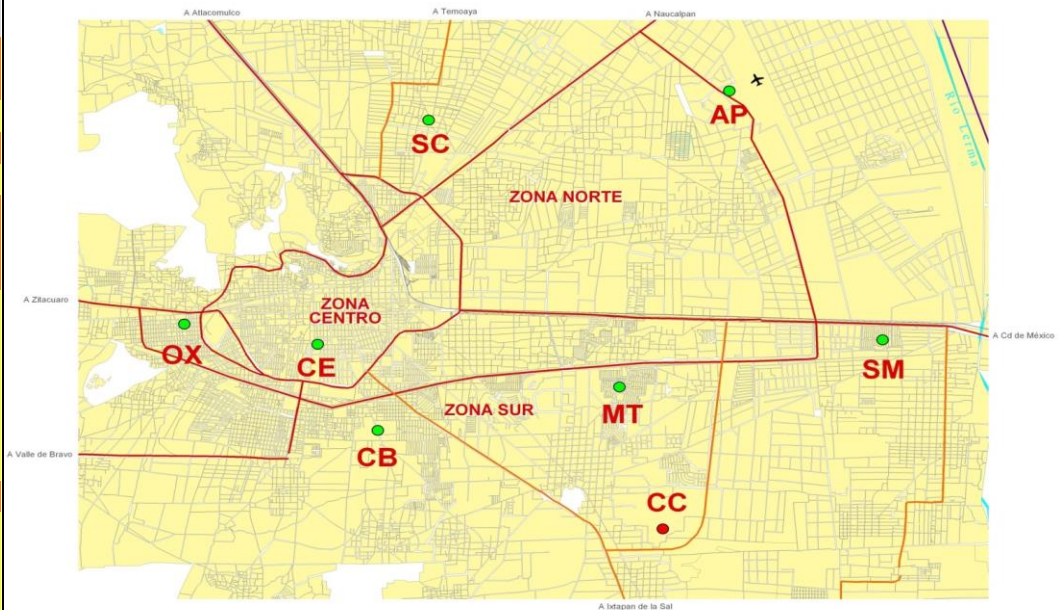 A Atlacomulco
A Temoaya
A Naucalpan
AP
SC
Río Lerma
ZONA NORTE
A Zitacuaro
ZONA
CENTRO
A Cd de México
OX
CE
SM
ZONA SUR
MT
CB
A Valle de Bravo
CC
A Ixtapan de la Sal